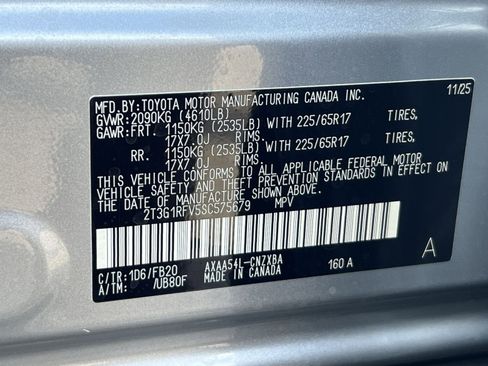 MFD.BY:TOYOTA MOTOR MANUFACTURING CANADA INC. 11/25
GVWR:2090KG (4610LB)
GAWR:FRT. 1150KG (2535LB) WITH 225/65R17 TIRES,
17X7.0J RIMS.
RR. 1150KG (2535LB) WITH 225/65R17 TIRES,
17X7.0J RIMS.
THIS VEHICLE CONFORMS TO ALL APPLICABLE FEDERAL MOTOR
VEHICLE SAFETY AND THEFT PREVENTION STANDARDS IN EFFECT ON
THE DATE OF MANUFACTURE SHOWN ABOVE.
2T3G1RFV5SC575679 MPV
C/TR:1D6/FB20 AXAA54L-CNZXBA 160A A
A/TM: /UB80F MADE IN CANADA